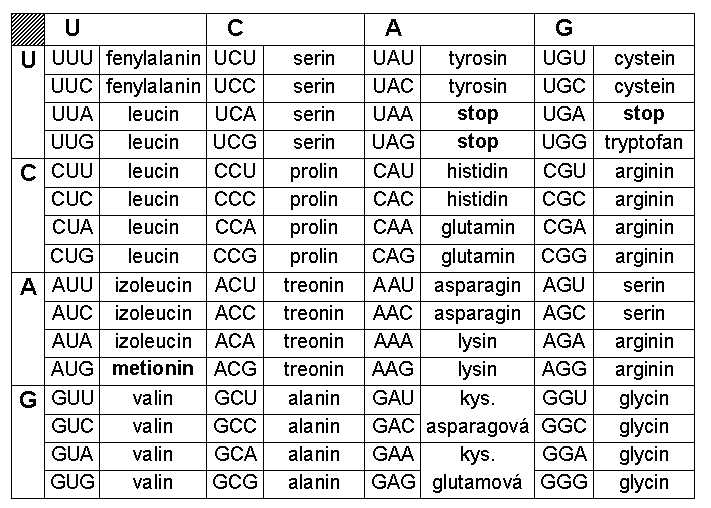 U C A G
U UUU fenylalanin UCU serin UAU tyrosin UGU cystein
UUC fenylalanin UCC serin UAC tyrosin UGC cystein
UUA leucin UCA serin UAA stop UGA stop
UUG leucin UCG serin UAG stop UGG tryptofan
C CUU leucin CCU prolin CAU histidin CGU arginin
CUC leucin CCC prolin CAC histidin CGC arginin
CUA leucin CCA prolin CAA glutamin CGA arginin
CUG leucin CCG prolin CAG glutamin CGG arginin
A AUU izoleucin ACU treonin AAU asparagin AGU serin
AUC izoleucin ACC treonin AAC asparagin AGC serin
AUA izoleucin ACA treonin AAA lysin AGA arginin
AUG metionin ACG treonin AAG lysin AGG arginin
G GUU valin GCU alanin GAU kys. GGU glycin
GUC valin GCC alanin GAC asparagová GGC glycin
GUA valin GCA alanin GAA kys. GGA glycin
GUG valin GCG alanin GAG glutamová GGG glycin